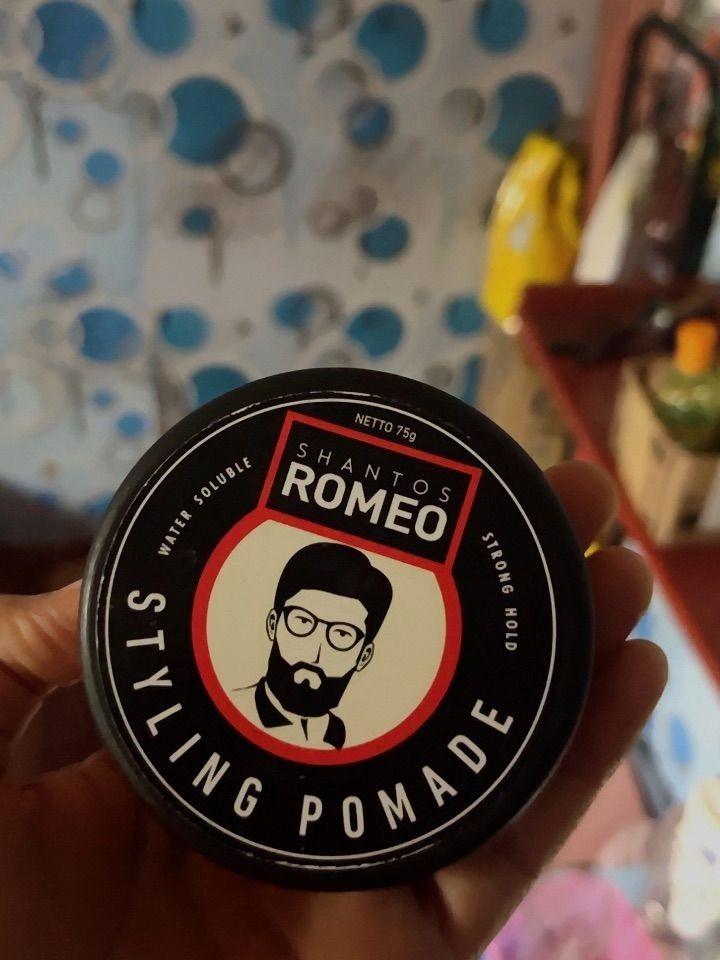 NETTO 75g
SHANTOS
ROMEO
WATER SOLUBLE
STRONG HOLD
STYLING POMADE